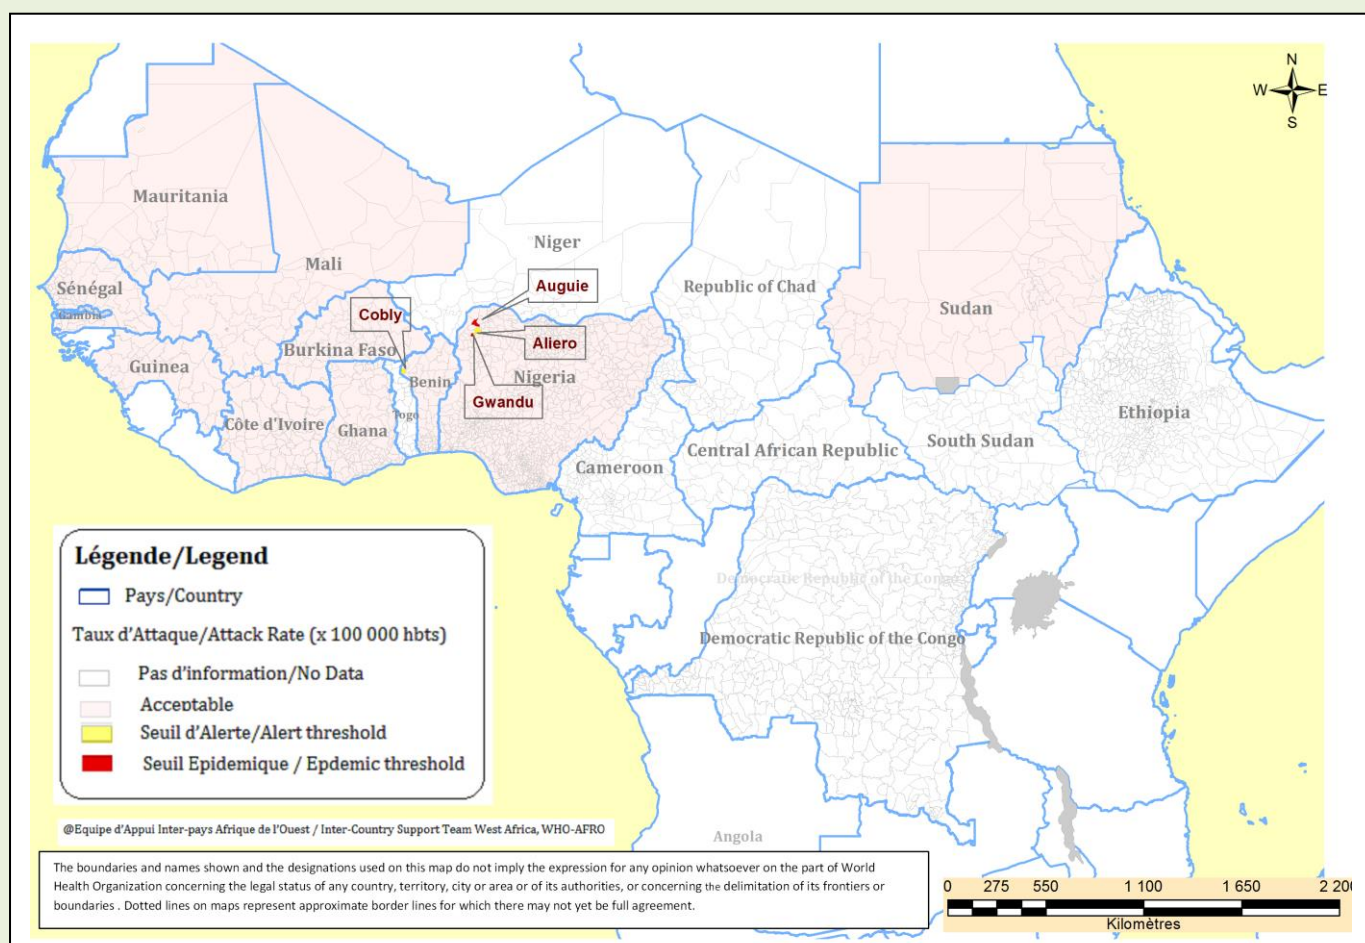 N
W E
S
Mauritania
Mali
Niger
Sénégal
Gambia
Auguie
Republic of Chad
Sudan
Cobly
Aliero
Burkina Faso
Guinea
Benin
Nigeria
Gwandu
Togo
Côte d'Ivoire
Ghana
Ethiopia
South Sudan
Central African Republic
Cameroon
Democratic Republic of the Congo
Democratic Republic of the Congo
Angola
Légende/Legend
Pays/Country
Taux d'Attaque/Attack Rate (x 100 000 hbts)
Pas d'information/No Data
Acceptable
Seuil d'Alerte/Alert threshold
Seuil Epidemique / Epdemic threshold
@Equipe d'Appui Inter-pays Afrique de l'Ouest / Inter-Country Support Team West Africa, WHO-AFRO
The boundaries and names shown and the designations used on this map do not imply the expression for any opinion whatsoever on the part of World
Health Organization concerning the legal status of any country, territory, city or area or of its authorities, or concerning the delimitation of its frontiers or
boundaries . Dotted lines on maps represent approximate border lines for which there may not yet be full agreement.
0 275 550 1 100 1 650 2 200
Kilomètres